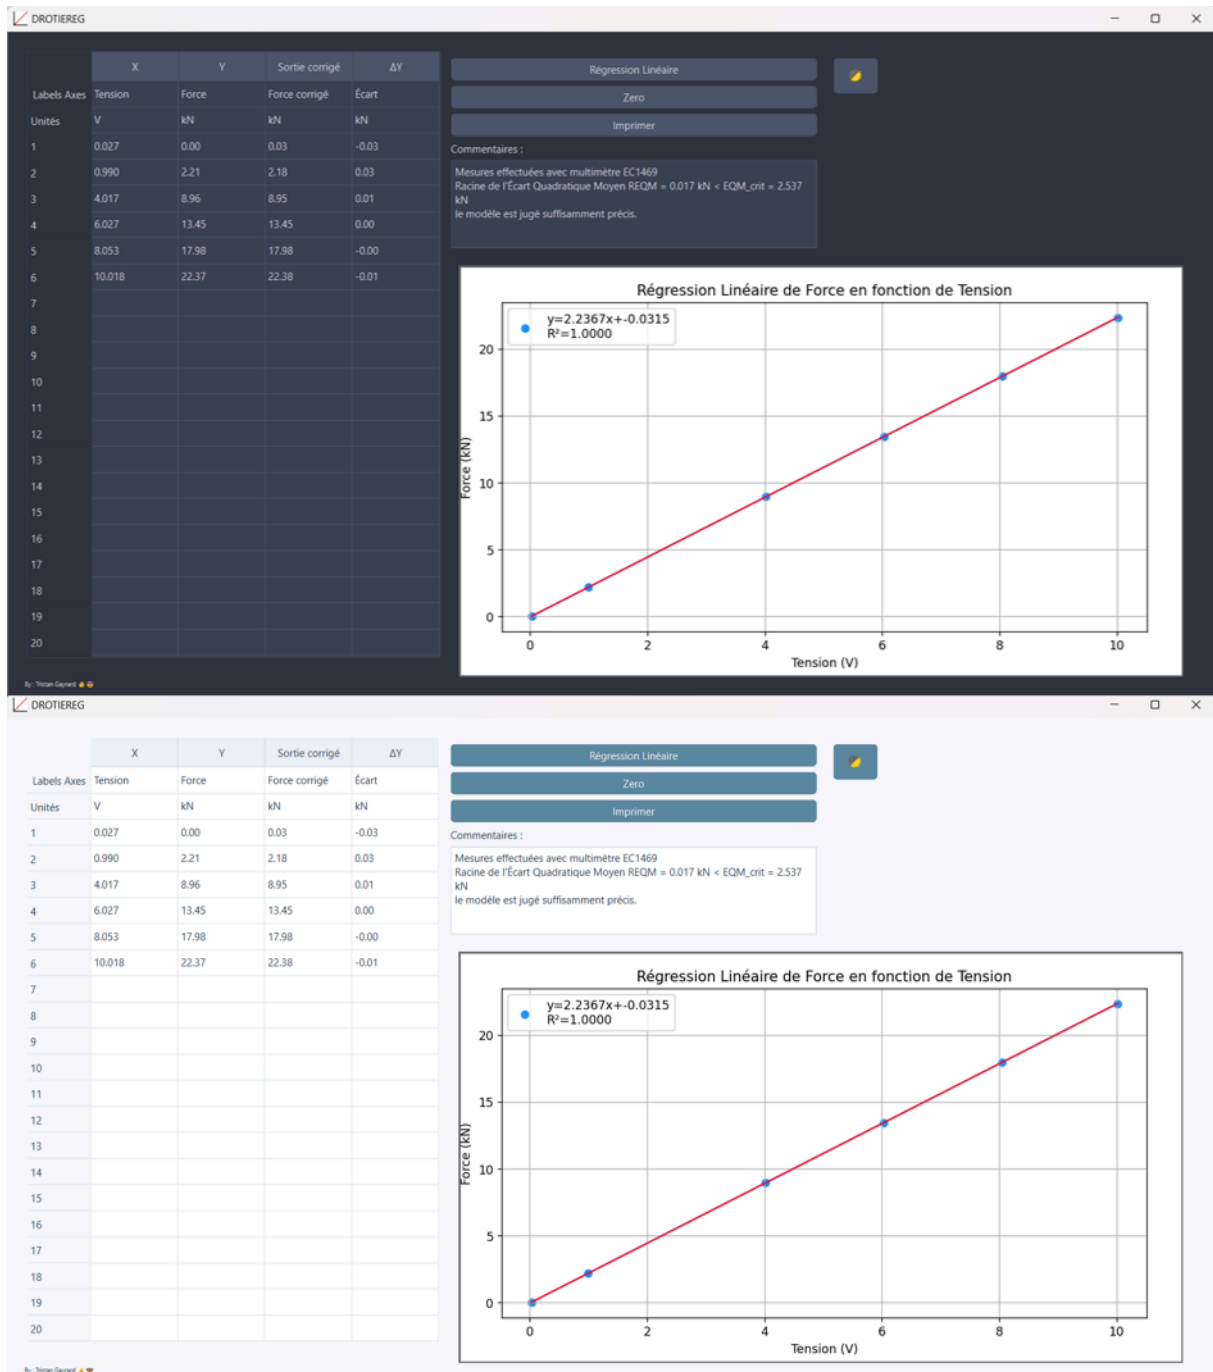 DROTIEREG
X Y Sortie corrigé ΔY
Labels Axes Tension Force Force corrigé Écart
Unités V kN kN kN
1 0.027 0.00 0.03 -0.03
2 0.990 2.21 2.18 0.03
3 4.017 8.96 8.95 0.01
4 6.027 13.45 13.45 0.00
5 8.053 17.98 17.98 -0.00
6 10.018 22.37 22.38 -0.01
7
8
9
10
11
12
13
14
15
16
17
18
19
20
By : Tristan Gayrard
Régression Linéaire
Zero
Imprimer
Commentaires :
Mesures effectuées avec multimètre EC1469
Racine de l'Écart Quadratique Moyen REQM = 0.017 kN < EQM_crit = 2.537
kN
le modèle est jugé suffisamment précis.
Régression Linéaire de Force en fonction de Tension
y=2.2367x+-0.0315
R²=1.0000
Force (kN)
20
15
10
5
0
0 2 4 6 8 10
Tension (V)
DROTIEREG
X Y Sortie corrigé ΔY
Labels Axes Tension Force Force corrigé Écart
Unités V kN kN kN
1 0.027 0.00 0.03 -0.03
2 0.990 2.21 2.18 0.03
3 4.017 8.96 8.95 0.01
4 6.027 13.45 13.45 0.00
5 8.053 17.98 17.98 -0.00
6 10.018 22.37 22.38 -0.01
7
8
9
10
11
12
13
14
15
16
17
18
19
20
By : Tristan Gayrard
Régression Linéaire
Zero
Imprimer
Commentaires :
Mesures effectuées avec multimètre EC1469
Racine de l'Écart Quadratique Moyen REQM = 0.017 kN < EQM_crit = 2.537
kN
le modèle est jugé suffisamment précis.
Régression Linéaire de Force en fonction de Tension
y=2.2367x+-0.0315
R²=1.0000
Force (kN)
20
15
10
5
0
0 2 4 6 8 10
Tension (V)